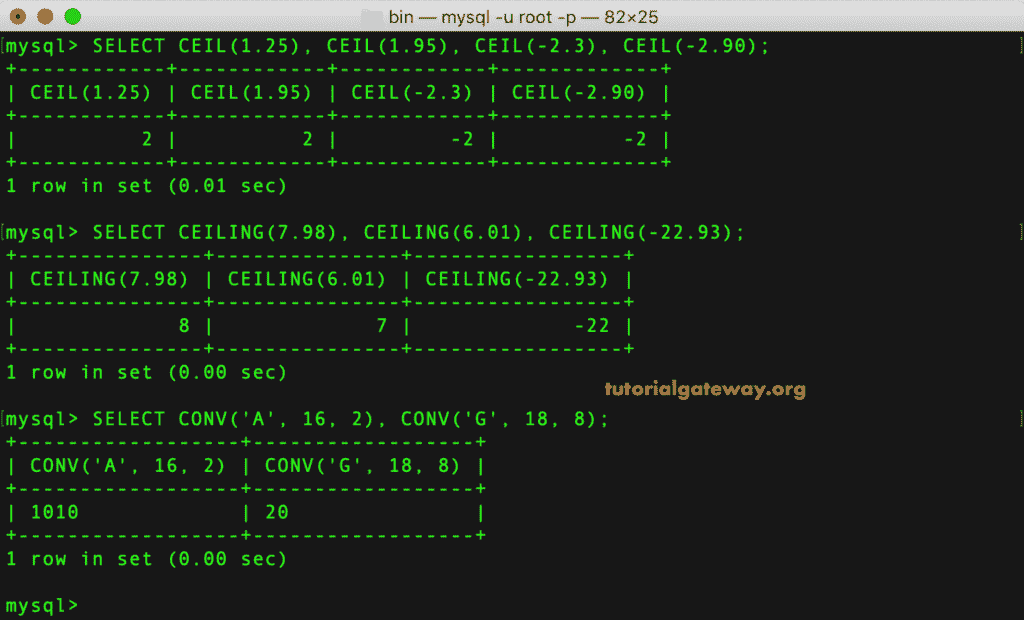 bin — mysql -u root -p — 82×25
[mysql> SELECT CEIL(1.25), CEIL(1.95), CEIL(-2.3), CEIL(-2.90); ]
+------------+------------+------------+-------------+
| CEIL(1.25) | CEIL(1.95) | CEIL(-2.3) | CEIL(-2.90) |
+------------+------------+------------+-------------+
|          2 |          2 |         -2 |          -2 |
+------------+------------+------------+-------------+
1 row in set (0.01 sec)
[mysql> SELECT CEILING(7.98), CEILING(6.01), CEILING(-22.93); ]
+---------------+---------------+-----------------+
| CEILING(7.98) | CEILING(6.01) | CEILING(-22.93) |
+---------------+---------------+-----------------+
|             8 |             7 |             -22 |
+---------------+---------------+-----------------+
1 row in set (0.00 sec)
tutorialgateway.org
[mysql> SELECT CONV('A', 16, 2), CONV('G', 18, 8); ]
+------------------+------------------+
| CONV('A', 16, 2) | CONV('G', 18, 8) |
+------------------+------------------+
| 1010             | 20               |
+------------------+------------------+
1 row in set (0.00 sec)
mysql>